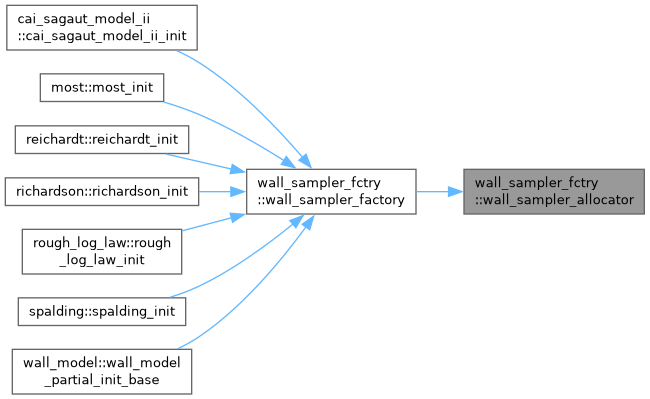 cai_sagaut_model_ii
::cai_sagaut_model_ii_init
most::most_init
reichardt::reichardt_init
richardson::richardson_init
rough_log_law::rough
_log_law_init
spalding::spalding_init
wall_model::wall_model
_partial_init_base
wall_sampler_fctry
::wall_sampler_factory
wall_sampler_fctry
::wall_sampler_allocator